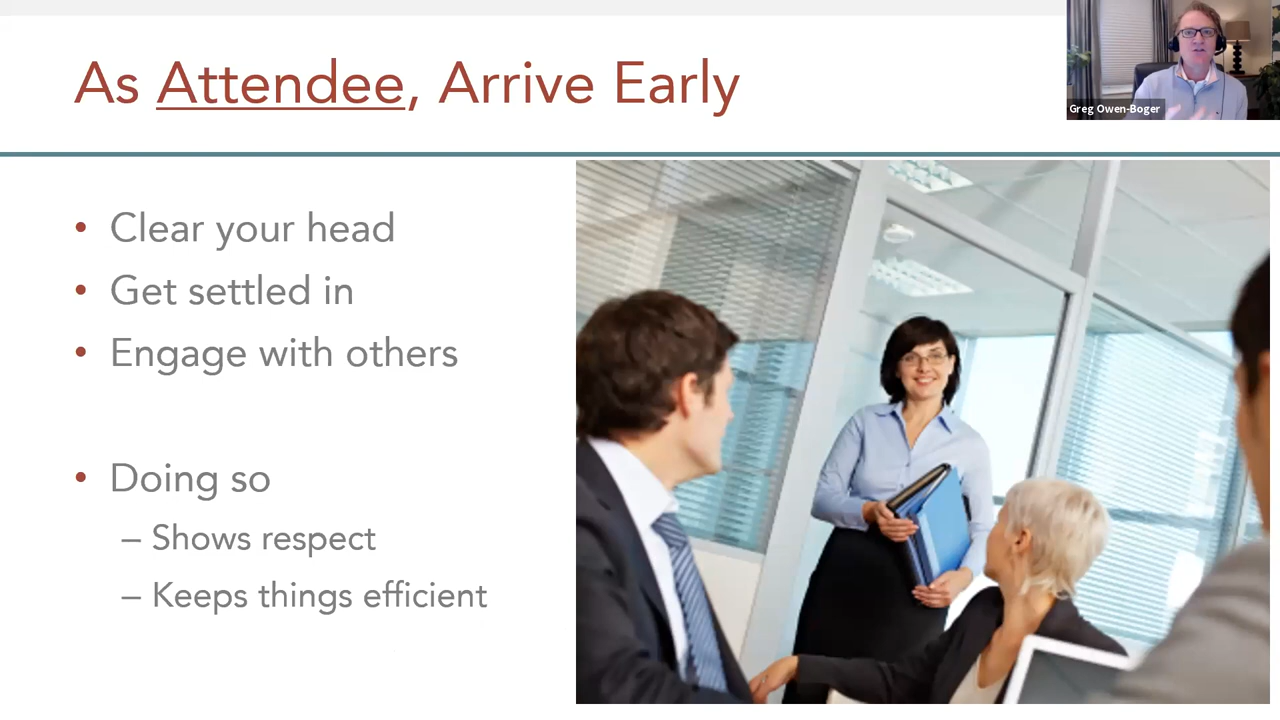 As Attendee, Arrive Early
Greg Owen-Boger
• Clear your head
• Get settled in
• Engage with others
• Doing so
– Shows respect
– Keeps things efficient